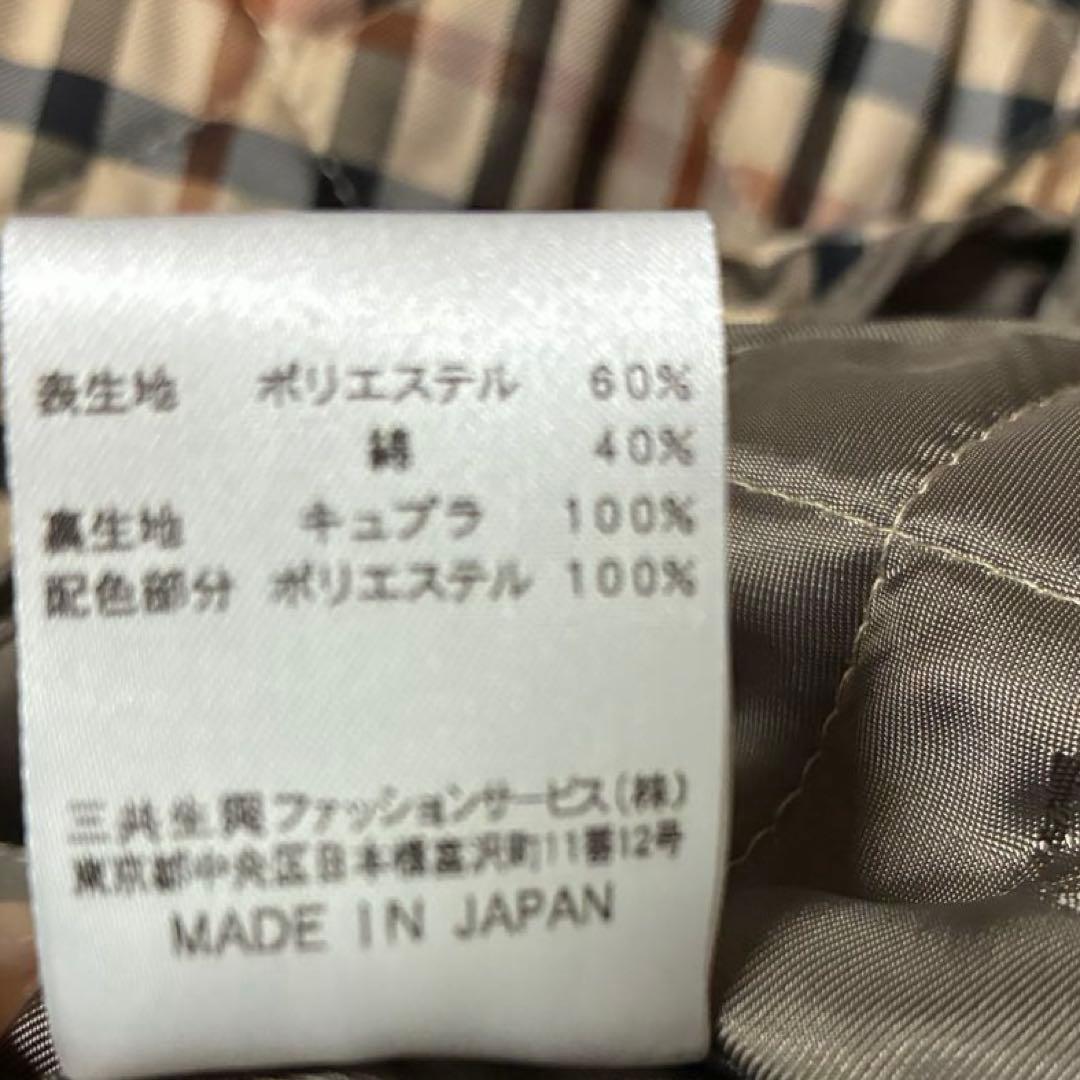 表生地 ポリエステル 60%
綿 40%
裏生地 キュプラ 100%
配色部分 ポリエステル 100%
三共生興ファッションサービス(株)
東京都中央区日本橋富沢町11番12号
MADE IN JAPAN